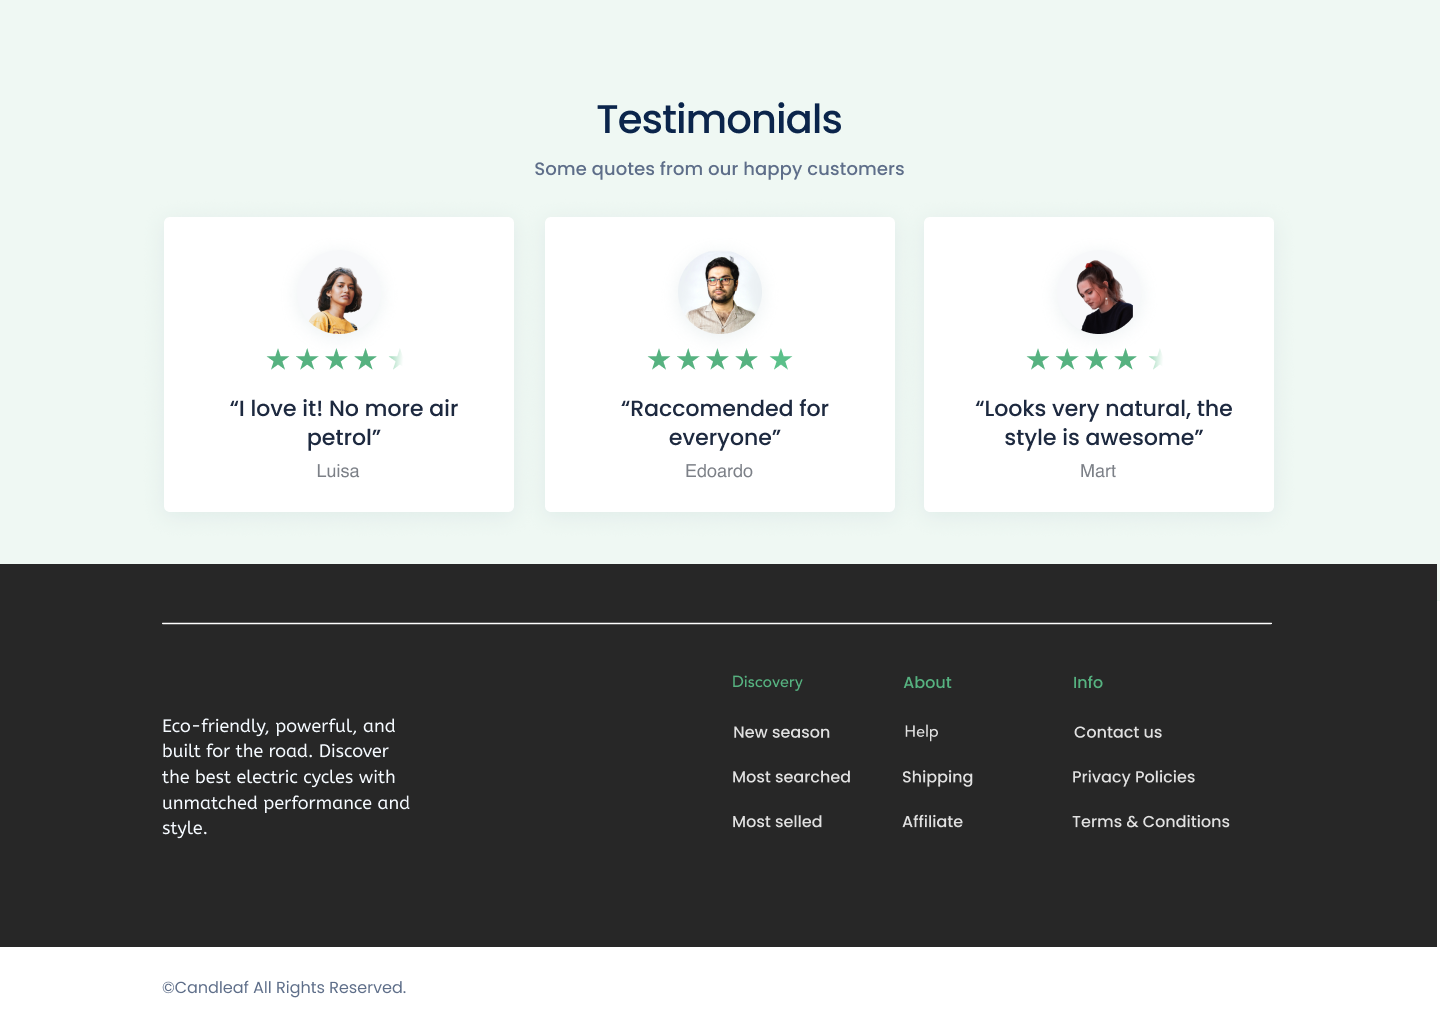 Testimonials
Some quotes from our happy customers
“I love it! No more air
petrol”
Luisa
“Raccomended for
everyone”
Edoardo
“Looks very natural, the
style is awesome”
Mart
Eco-friendly, powerful, and
built for the road. Discover
the best electric cycles with
unmatched performance and
style.
Discovery
New season
Most searched
Most selled
About
Help
Shipping
Affiliate
Info
Contact us
Privacy Policies
Terms & Conditions
©Candleaf All Rights Reserved.